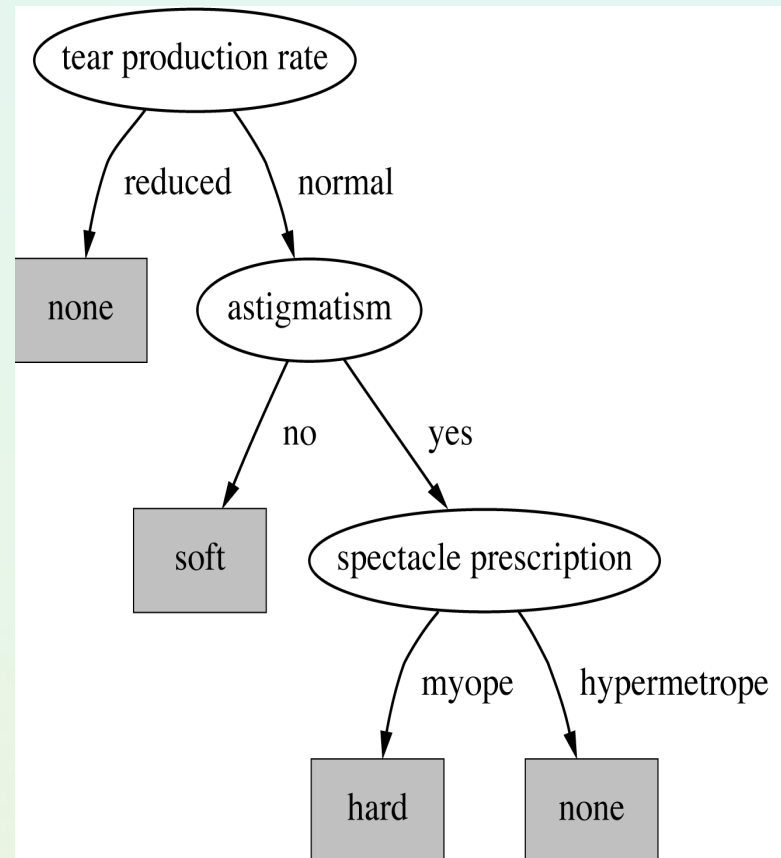 tear production rate
reduced normal
none astigmatism
no yes
soft spectacle prescription
myope hypermetrope
hard none